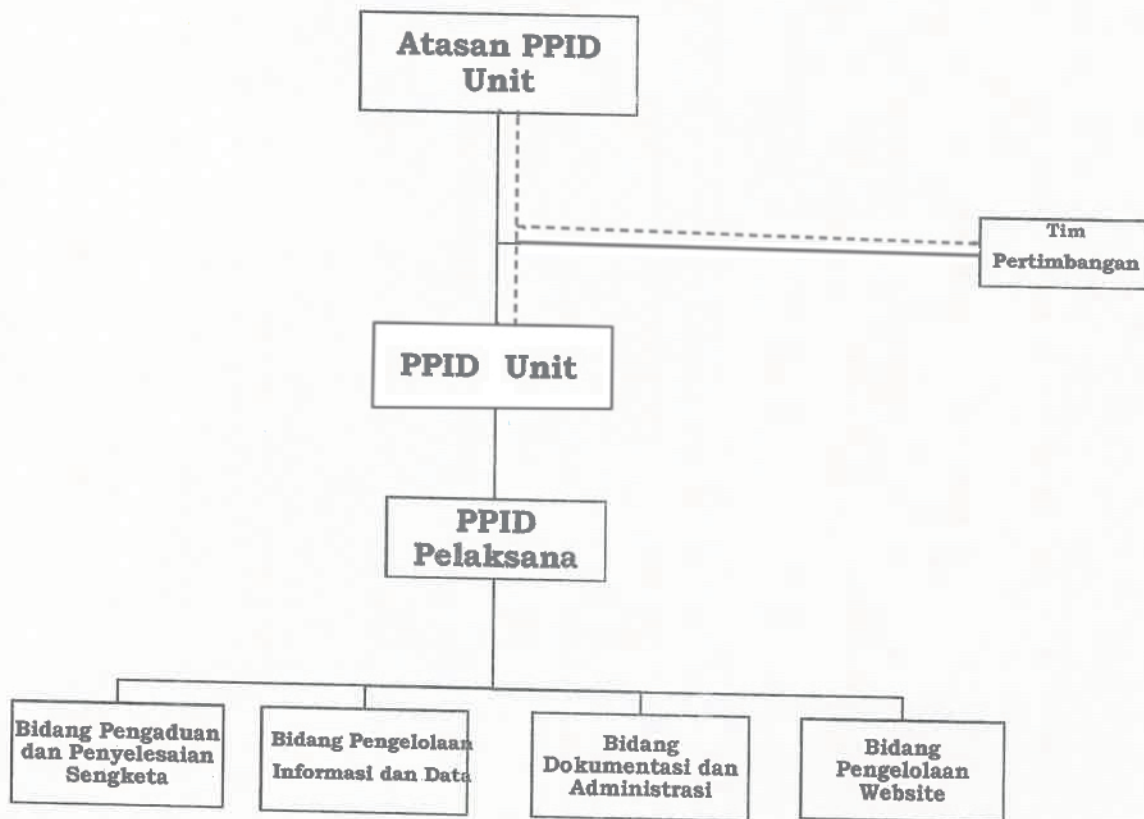 Atasan PPID
Unit
Tim
Pertimbangan
PPID Unit
PPID
Pelaksana
Bidang Pengaduan
dan Penyelesaian
Sengketa
Bidang Pengelolaan
Informasi dan Data
Bidang
Dokumentasi dan
Administrasi
Bidang
Pengelolaan
Website